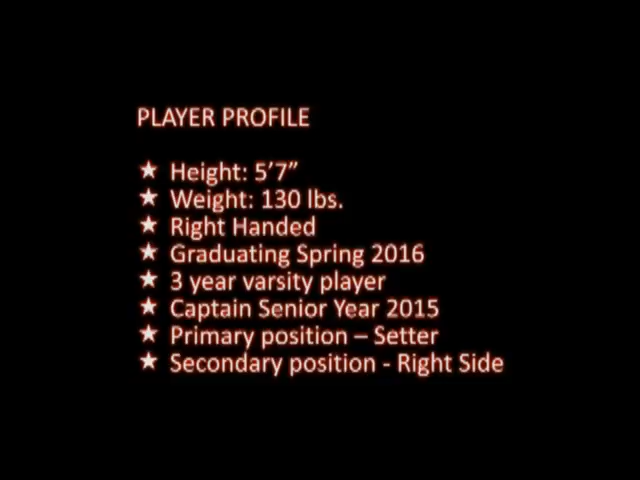 PLAYER PROFILE
★ Height: 5’7”
★ Weight: 130 lbs.
★ Right Handed
★ Graduating Spring 2016
★ 3 year varsity player
★ Captain Senior Year 2015
★ Primary position – Setter
★ Secondary position - Right Side